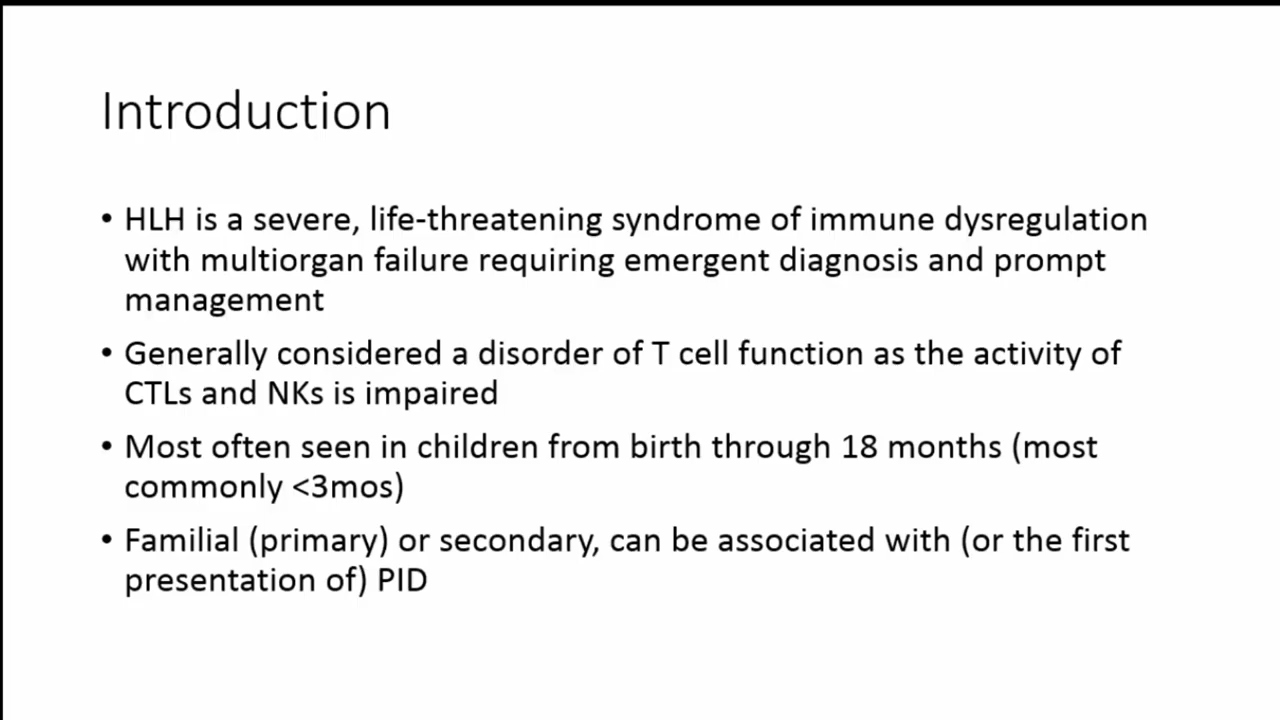 Introduction
• HLH is a severe, life-threatening syndrome of immune dysregulation
with multiorgan failure requiring emergent diagnosis and prompt
management
• Generally considered a disorder of T cell function as the activity of
CTLs and NKs is impaired
• Most often seen in children from birth through 18 months (most
commonly <3mos)
• Familial (primary) or secondary, can be associated with (or the first
presentation of) PID